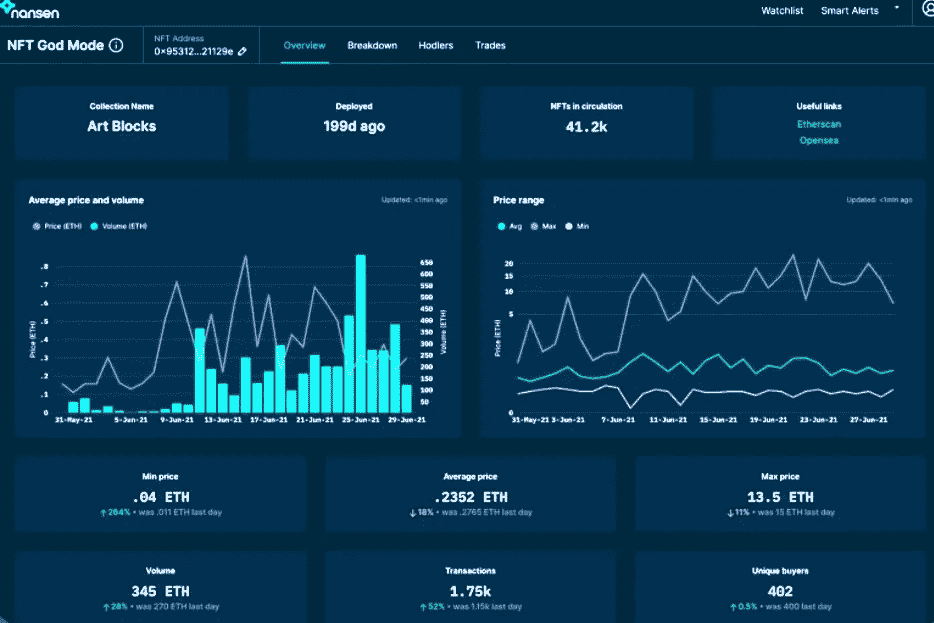 nansen
Watchlist Smart Alerts
NFT God Mode
NFT Address
0×95312...21129e
Overview Breakdown Hodlers Trades
Collection Name
Art Blocks
Deployed
199d ago
NFTs in circulation
41.2k
Useful links
Etherscan
Opensea
Average price and volume
Updated: <1min ago
Price (ETH) Volume (ETH)
Price (ETH)
.8
.7
.6
.5
.4
.3
.2
.1
0
650
600
550
500
450
400
350
300
250
200
150
100
50
Volume (ETH)
31-May-21 5-Jun-21 9-Jun-21 13-Jun-21 17-Jun-21 21-Jun-21 25-Jun-21 29-Jun-21
Price range
Updated: <1min ago
Avg Max Min
Price (ETH)
20
15
10
5
0
31-May-21 3-Jun-21 7-Jun-21 11-Jun-21 15-Jun-21 19-Jun-21 23-Jun-21 27-Jun-21
Min price
.04 ETH
↑264% • was .011 ETH last day
Average price
.2352 ETH
↓18% • was .2765 ETH last day
Max price
13.5 ETH
↓11% • was 15 ETH last day
Volume
345 ETH
↑28% • was 270 ETH last day
Transactions
1.75k
↑52% • was 1.15k last day
Unique buyers
402
↑0.5% • was 400 last day